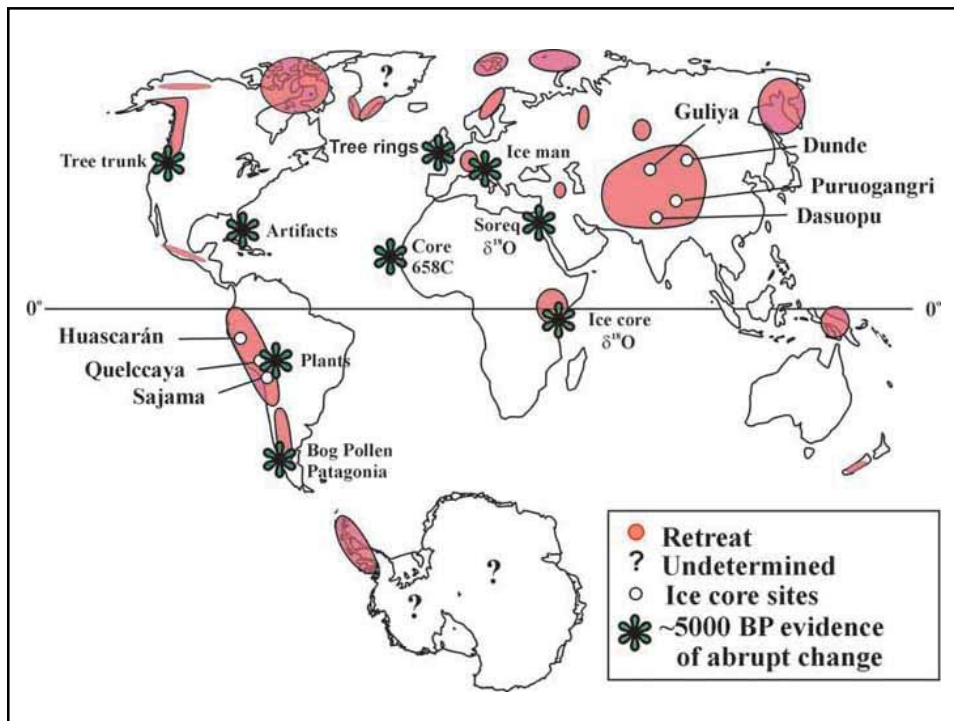 ?
Guliya
Dunde
Tree rings
Ice man
Tree trunk
Puruogangri
Dasuopu
Artifacts
Soreq
δ¹⁸O
Core
658C
0°
0°
Huascarán
Ice core
δ¹⁸O
Quelccaya
Plants
Sajama
Bog Pollen
Patagonia
?
?
Retreat
? Undetermined
Ice core sites
~5000 BP evidence
of abrupt change